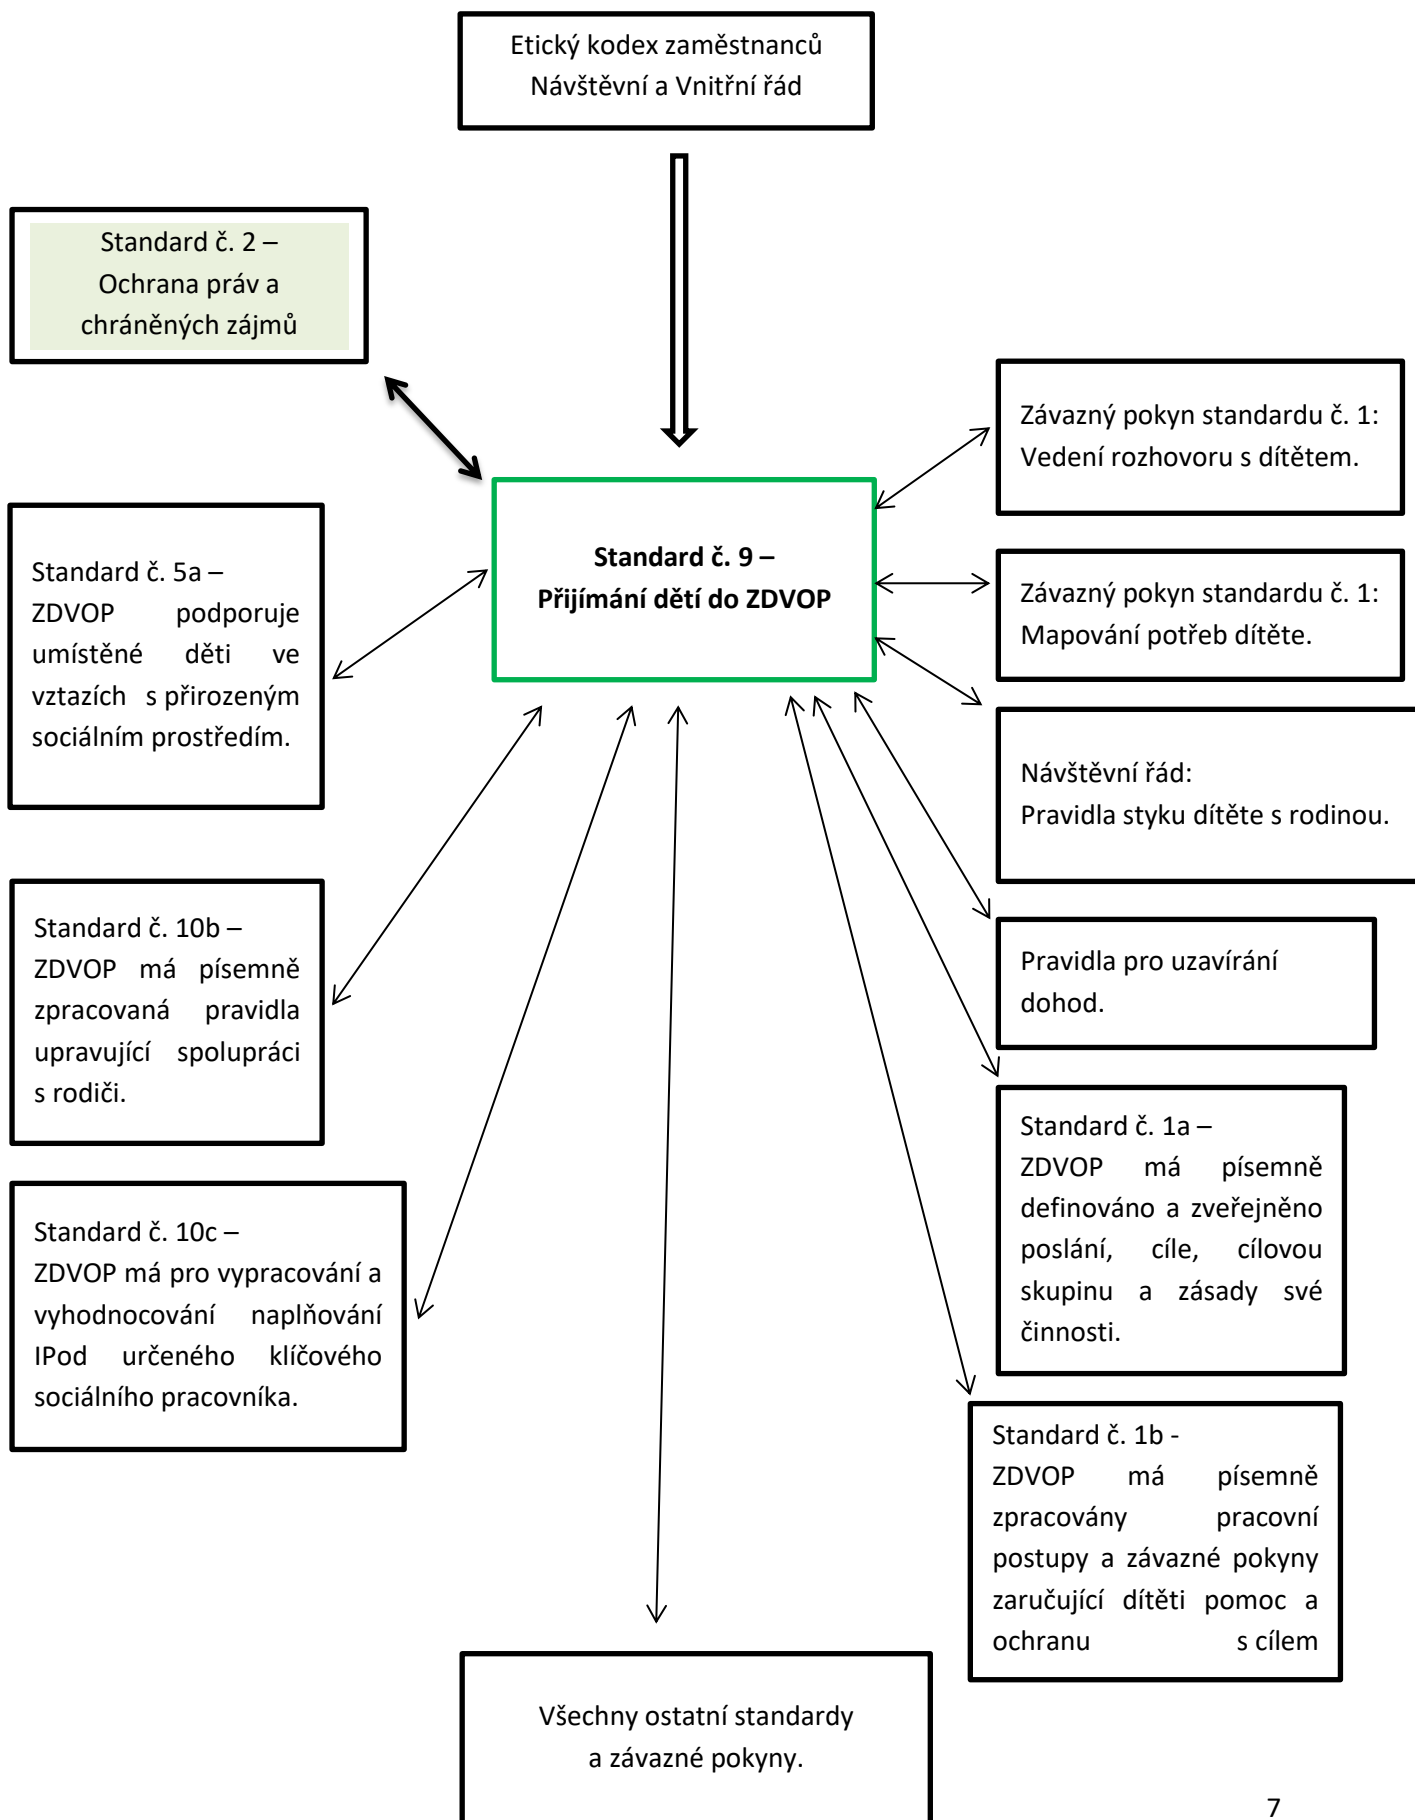 Etický kodex zaměstnanců
Návštěvní a Vnitřní řád
Standard č. 2 –
Ochrana práv a
chráněných zájmů
Závazný pokyn standardu č. 1:
Vedení rozhovoru s dítětem.
Standard č. 9 –
Přijímání dětí do ZDVOP
Standard č. 5a –
ZDVOP podporuje
umístěné děti ve
vztazích s přirozeným
sociálním prostředím.
Závazný pokyn standardu č. 1:
Mapování potřeb dítěte.
Návštěvní řád:
Pravidla styku dítěte s rodinou.
Standard č. 10b –
ZDVOP má písemně
zpracovaná pravidla
upravující spolupráci
s rodiči.
Pravidla pro uzavírání
dohod.
Standard č. 1a –
ZDVOP má písemně
definováno a zveřejněno
poslání, cíle, cílovou
skupinu a zásady své
činnosti.
Standard č. 10c –
ZDVOP má pro vypracování a
vyhodnocování naplňování
IPod určeného klíčového
sociálního pracovníka.
Standard č. 1b -
ZDVOP má písemně
zpracovány pracovní
postupy a závazné pokyny
zaručující dítěti pomoc a
ochranu s cílem
Všechny ostatní standardy
a závazné pokyny.
7